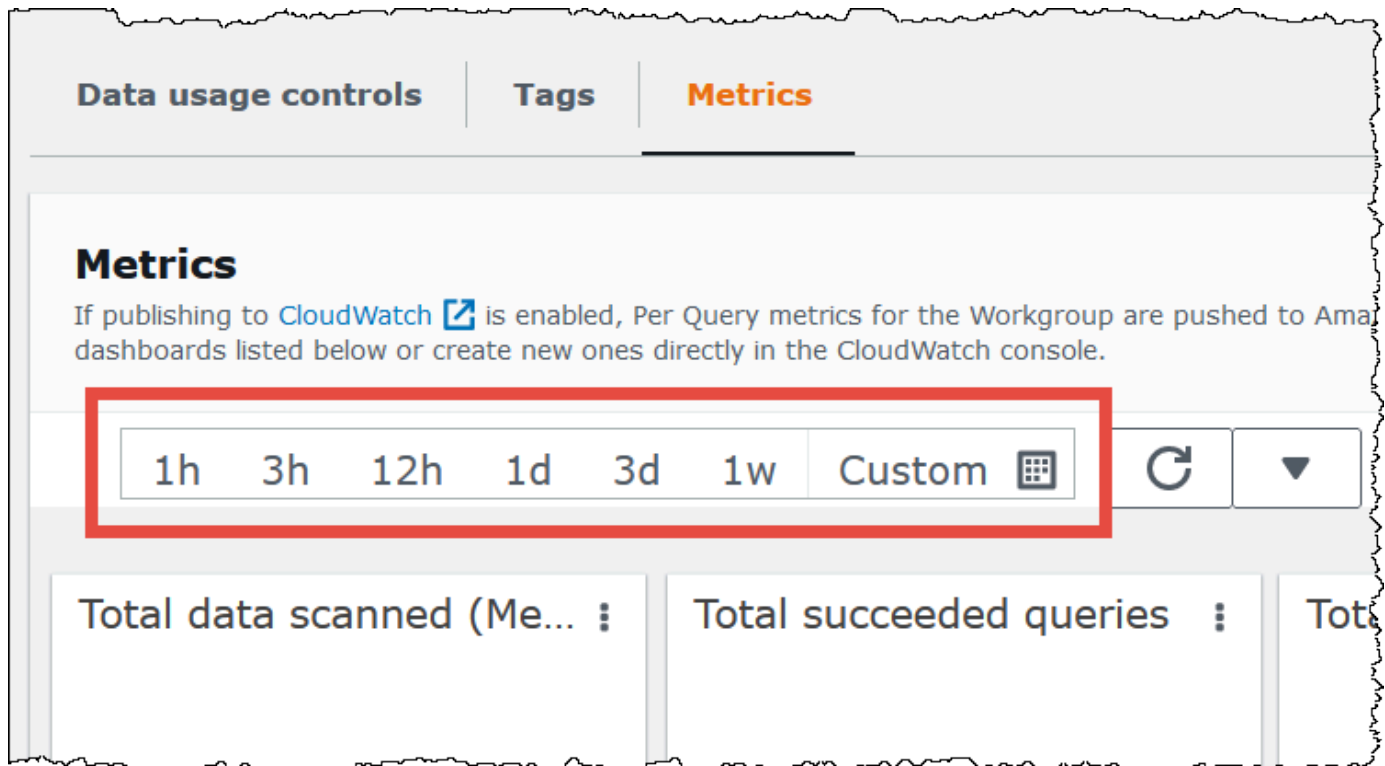 Data usage controls Tags Metrics
Metrics
If publishing to CloudWatch is enabled, Per Query metrics for the Workgroup are pushed to
dashboards listed below or create new ones directly in the CloudWatch console.
1h 3h 12h 1d 3d 1w Custom
Total data scanned (Me... Total succeeded queries